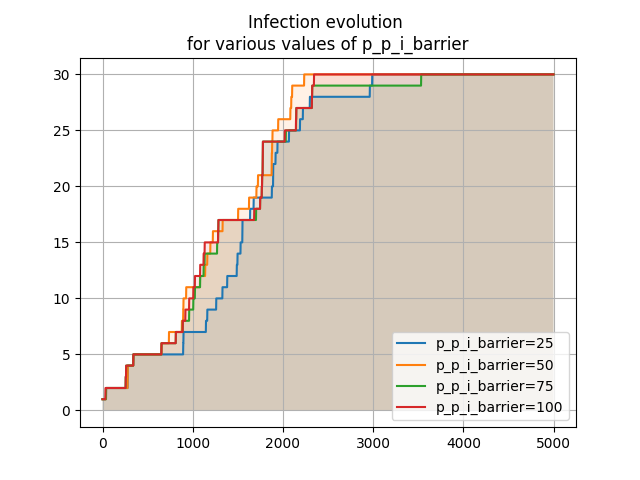 Infection evolution
for various values of p_p_i_barrier
30
25
20
15
10
5
0
p_p_i_barrier=25
p_p_i_barrier=50
p_p_i_barrier=75
p_p_i_barrier=100
0 1000 2000 3000 4000 5000